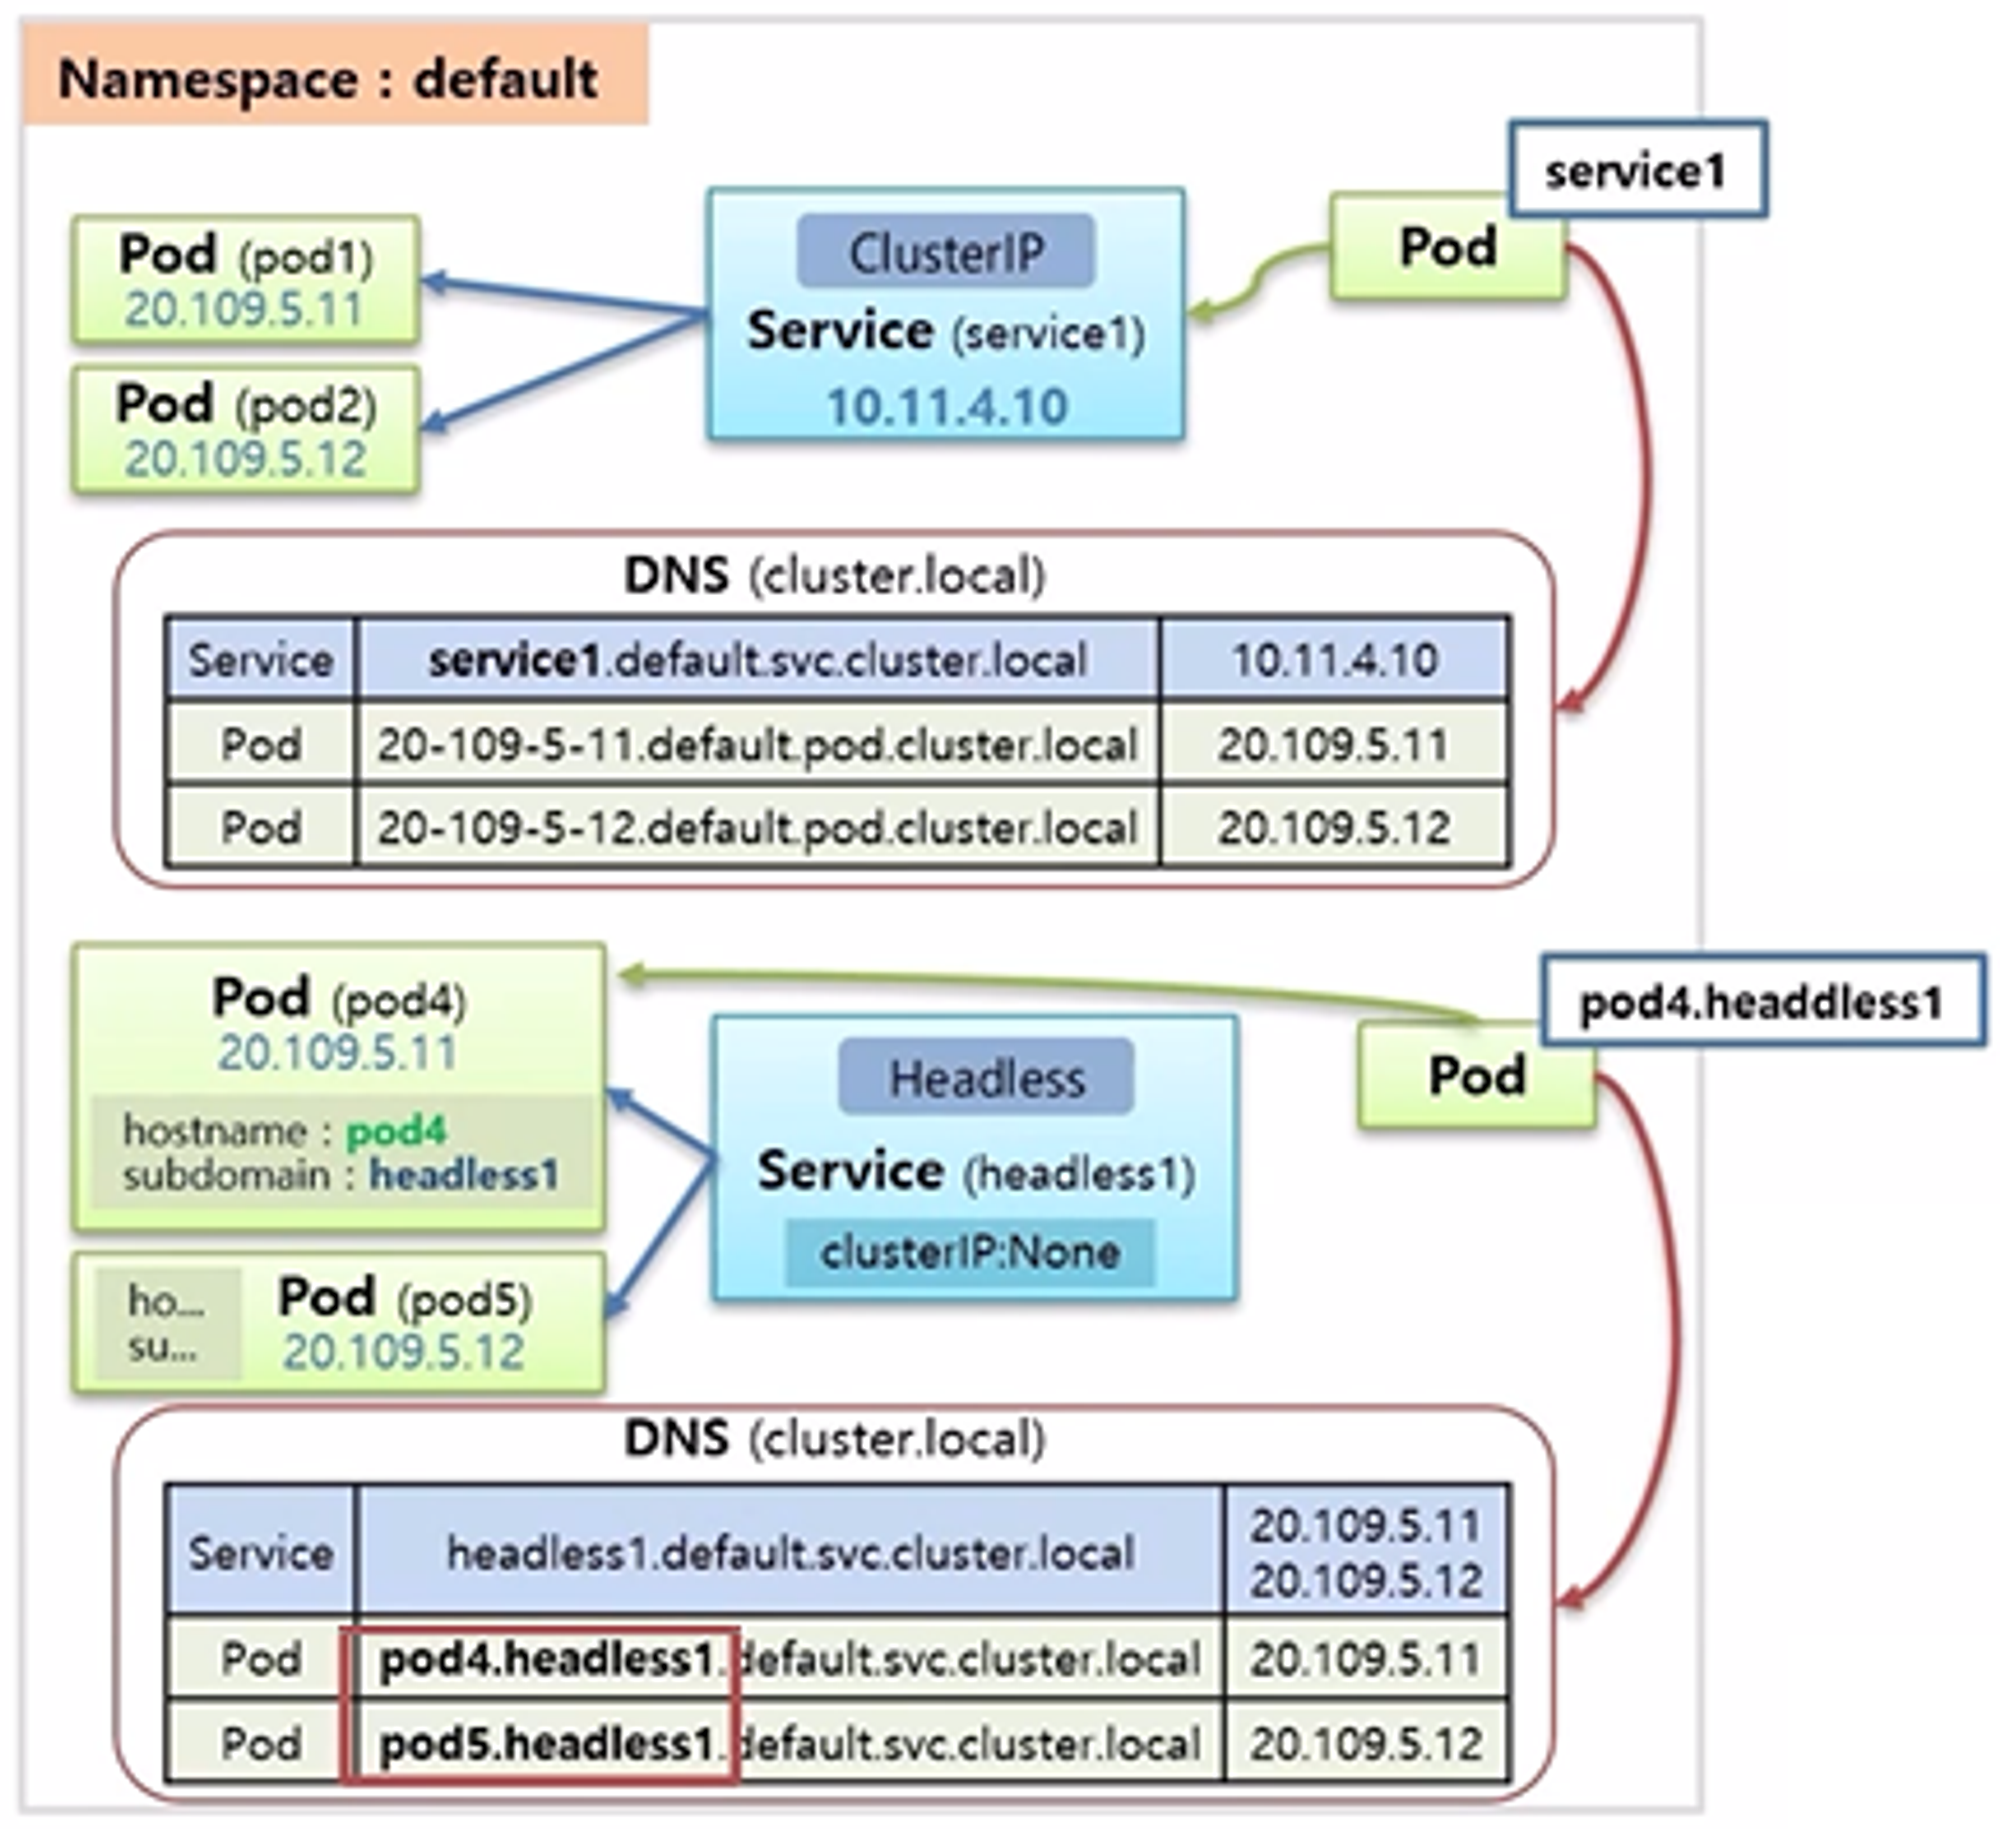 Namespace : default
service1
Pod (pod1)
20.109.5.11
Pod (pod2)
20.109.5.12
ClusterIP
Service (service1)
10.11.4.10
Pod
DNS (cluster.local)
Service service1.default.svc.cluster.local 10.11.4.10
Pod 20-109-5-11.default.pod.cluster.local 20.109.5.11
Pod 20-109-5-12.default.pod.cluster.local 20.109.5.12
Pod (pod4)
20.109.5.11
hostname : pod4
subdomain : headless1
Headless
Service (headless1)
clusterIP:None
pod4.headdless1
Pod
ho...
su...
Pod (pod5)
20.109.5.12
DNS (cluster.local)
Service headless1.default.svc.cluster.local 20.109.5.11
20.109.5.12
Pod pod4.headless1.default.svc.cluster.local 20.109.5.11
Pod pod5.headless1.default.svc.cluster.local 20.109.5.12